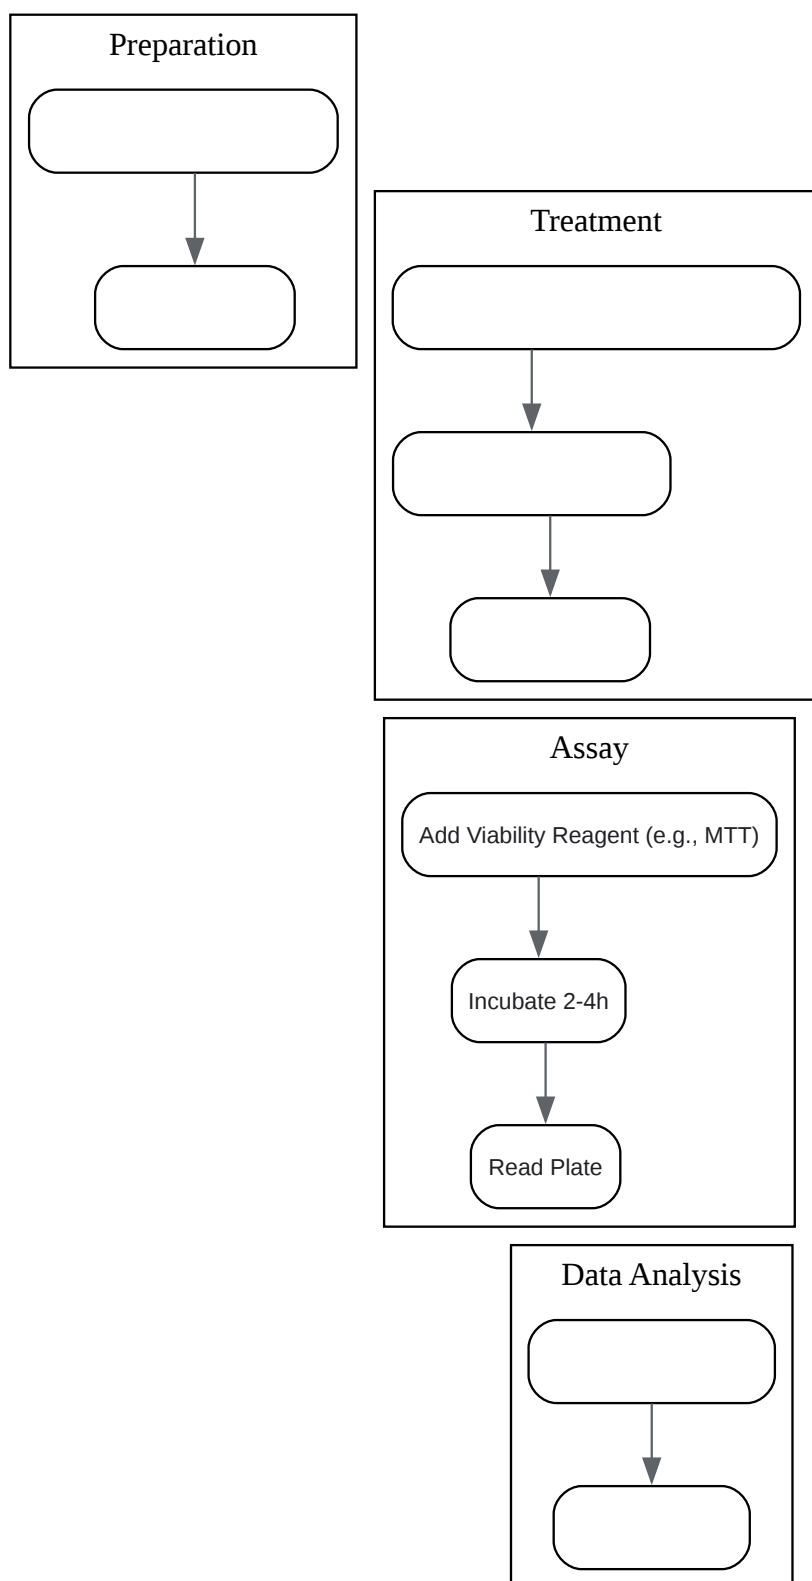 Preparation
Treatment
Assay
Add Viability Reagent (e.g., MTT)
Incubate 2-4h
Read Plate
Data Analysis